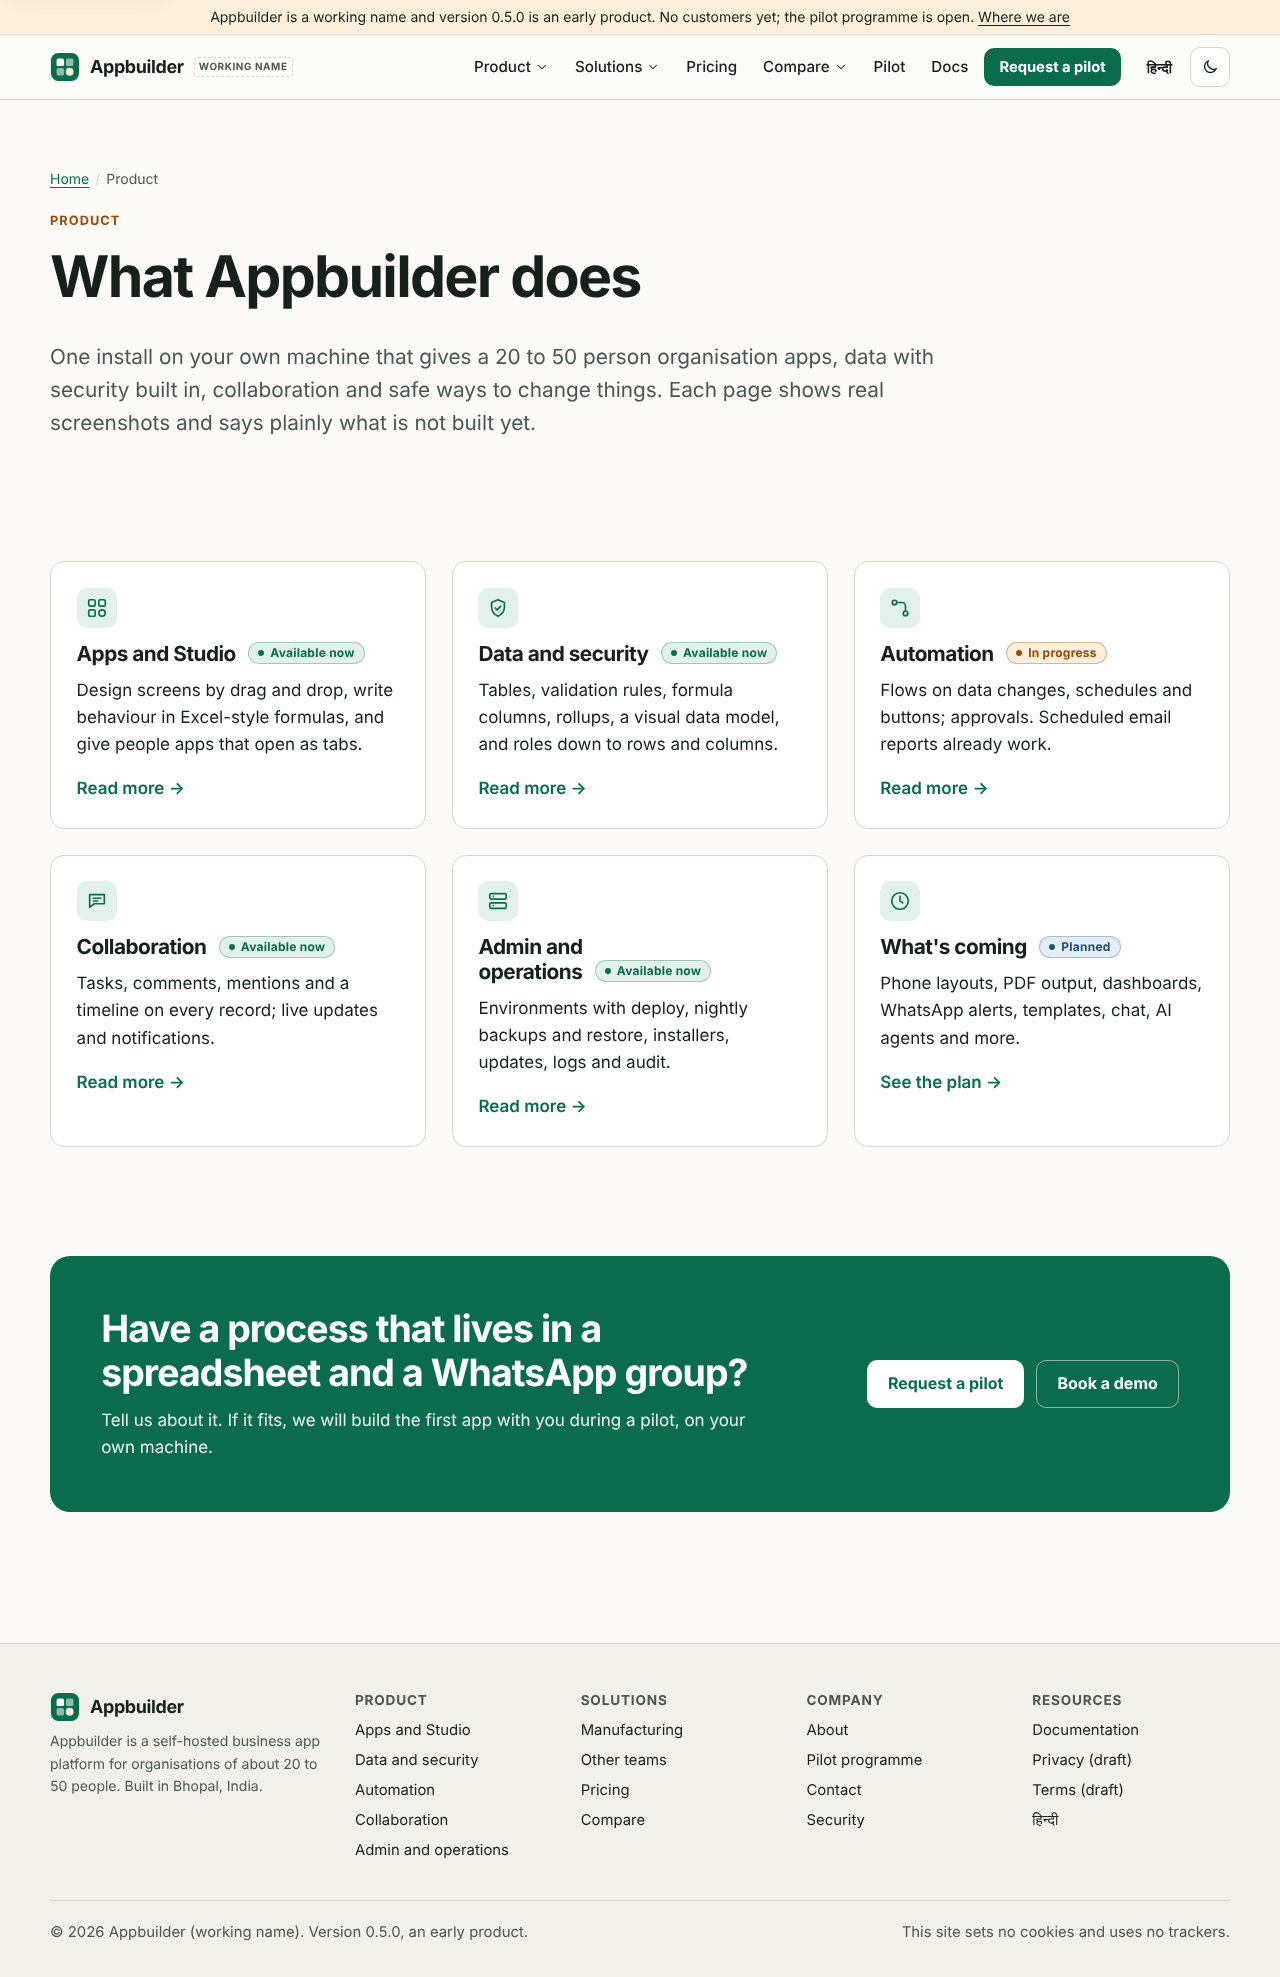 Appbuilder is a working name and version 0.5.0 is an early product. No customers yet; the pilot programme is open. Where we are
Appbuilder WORKING NAME Product Solutions Pricing Compare Pilot Docs Request a pilot हिन्दी
Home / Product
PRODUCT
What Appbuilder does
One install on your own machine that gives a 20 to 50 person organisation apps, data with
security built in, collaboration and safe ways to change things. Each page shows real
screenshots and says plainly what is not built yet.
Apps and Studio Available now
Design screens by drag and drop, write
behaviour in Excel-style formulas, and
give people apps that open as tabs.
Read more →
Data and security Available now
Tables, validation rules, formula
columns, rollups, a visual data model,
and roles down to rows and columns.
Read more →
Automation In progress
Flows on data changes, schedules and
buttons; approvals. Scheduled email
reports already work.
Read more →
Collaboration Available now
Tasks, comments, mentions and a
timeline on every record; live updates
and notifications.
Read more →
Admin and
operations Available now
Environments with deploy, nightly
backups and restore, installers,
updates, logs and audit.
Read more →
What's coming Planned
Phone layouts, PDF output, dashboards,
WhatsApp alerts, templates, chat, AI
agents and more.
See the plan →
Have a process that lives in a
spreadsheet and a WhatsApp group?
Tell us about it. If it fits, we will build the first app with you during a pilot, on your
own machine.
Request a pilot Book a demo
Appbuilder
Appbuilder is a self-hosted business app
platform for organisations of about 20 to
50 people. Built in Bhopal, India.
PRODUCT
Apps and Studio
Data and security
Automation
Collaboration
Admin and operations
SOLUTIONS
Manufacturing
Other teams
Pricing
Compare
COMPANY
About
Pilot programme
Contact
Security
RESOURCES
Documentation
Privacy (draft)
Terms (draft)
हिन्दी
© 2026 Appbuilder (working name). Version 0.5.0, an early product.
This site sets no cookies and uses no trackers.